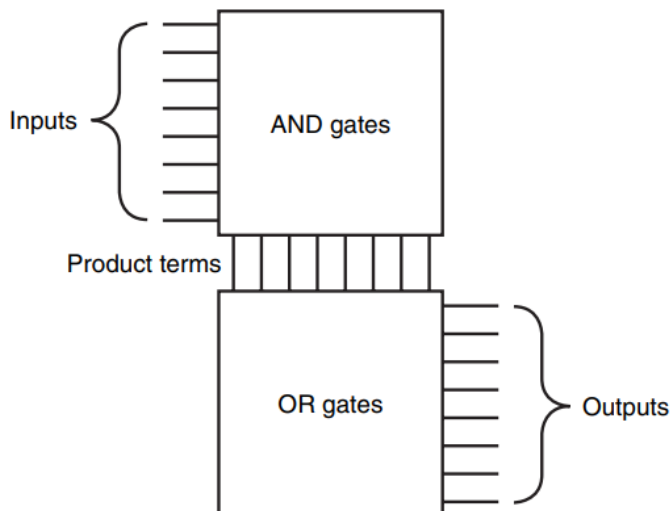 AND gates
Inputs
Product terms
OR gates
Outputs